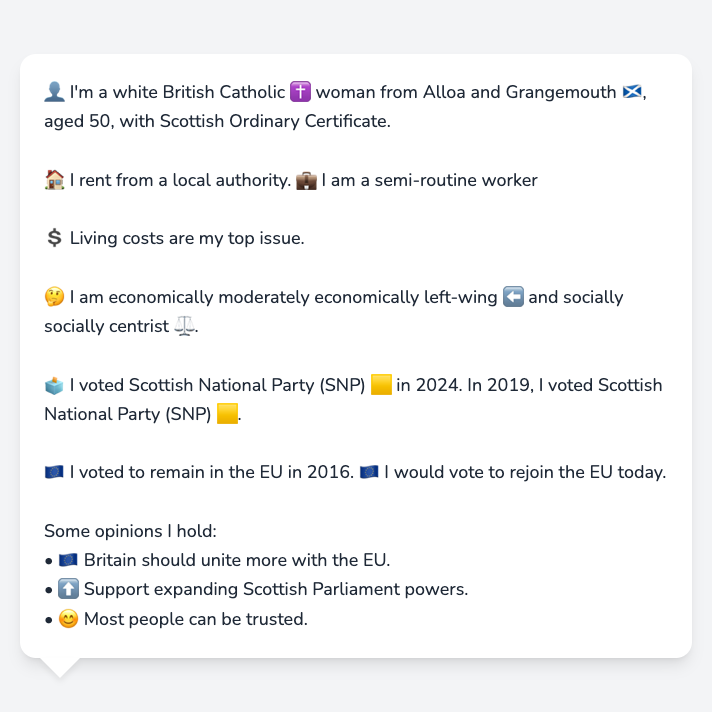 👤 I'm a white British Catholic ✝️ woman from Alloa and Grangemouth 🏴󠁧󠁢󠁳󠁣󠁴󠁿,
aged 50, with Scottish Ordinary Certificate.
🏠 I rent from a local authority. 💼 I am a semi-routine worker
💲 Living costs are my top issue.
🤔 I am economically moderately economically left-wing ⬅️ and socially
socially centrist ⚖️.
🗳️ I voted Scottish National Party (SNP) 🟨 in 2024. In 2019, I voted Scottish
National Party (SNP) 🟨.
🇪🇺 I voted to remain in the EU in 2016. 🇪🇺 I would vote to rejoin the EU today.
Some opinions I hold:
• 🇪🇺 Britain should unite more with the EU.
• ⬆️ Support expanding Scottish Parliament powers.
• 😊 Most people can be trusted.